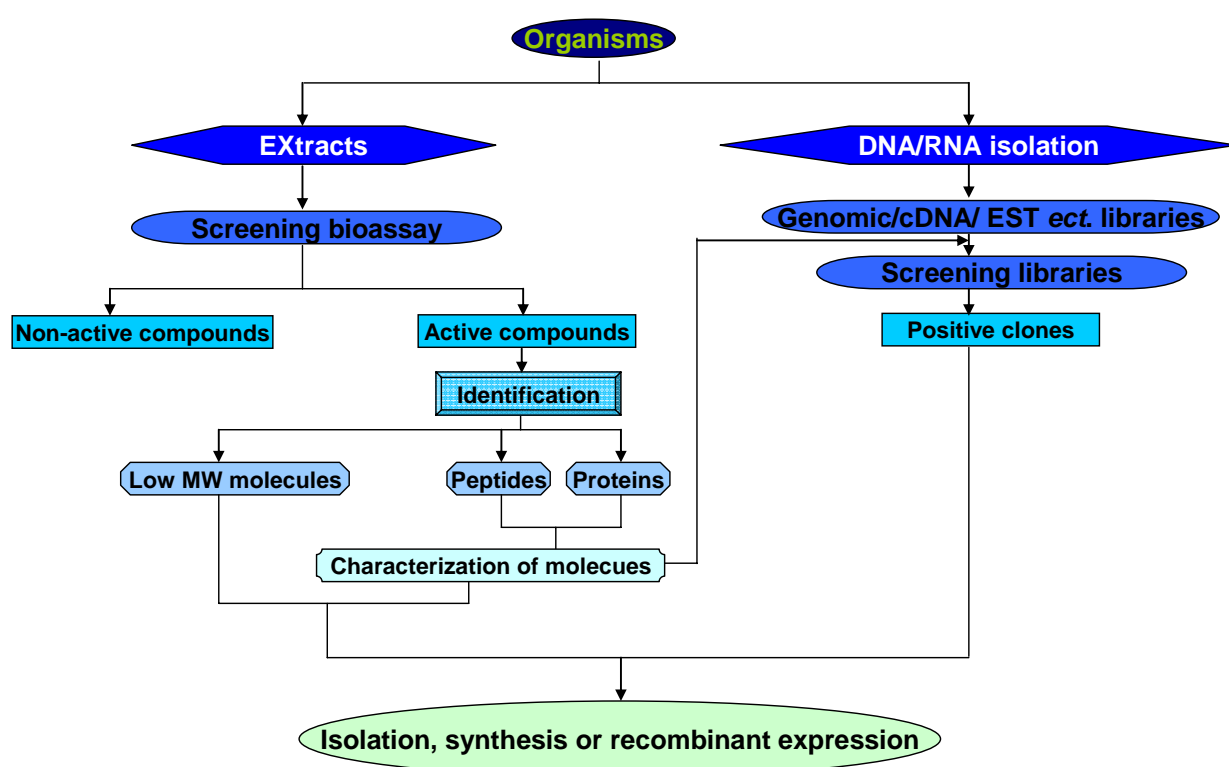 Organisms
EXtracts
DNA/RNA isolation
Screening bioassay
Genomic/cDNA/ EST ect. libraries
Screening libraries
Non-active compounds
Active compounds
Positive clones
Identification
Low MW molecules
Peptides
Proteins
Characterization of molecues
Isolation, synthesis or recombinant expression